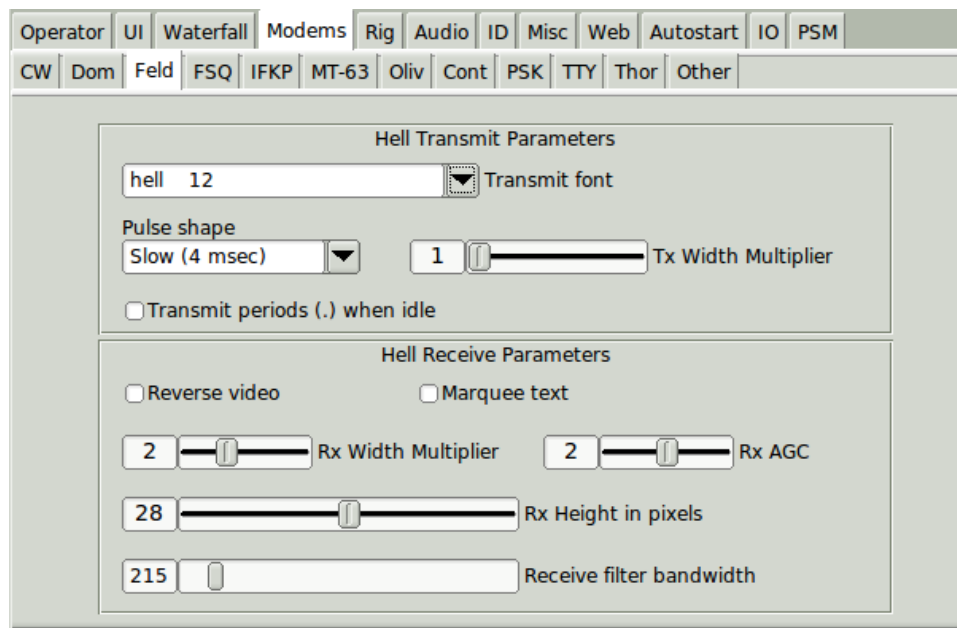 Operator UI Waterfall Modems Rig Audio ID Misc Web Autostart IO PSM
CW Dom Feld FSQ IFKP MT-63 Oliv Cont PSK TTY Thor Other
Hell Transmit Parameters
hell 12 Transmit font
Pulse shape
Slow (4 msec) 1 Tx Width Multiplier
Transmit periods (.) when idle
Hell Receive Parameters
Reverse video Marquee text
2 Rx Width Multiplier 2 Rx AGC
28 Rx Height in pixels
215 Receive filter bandwidth